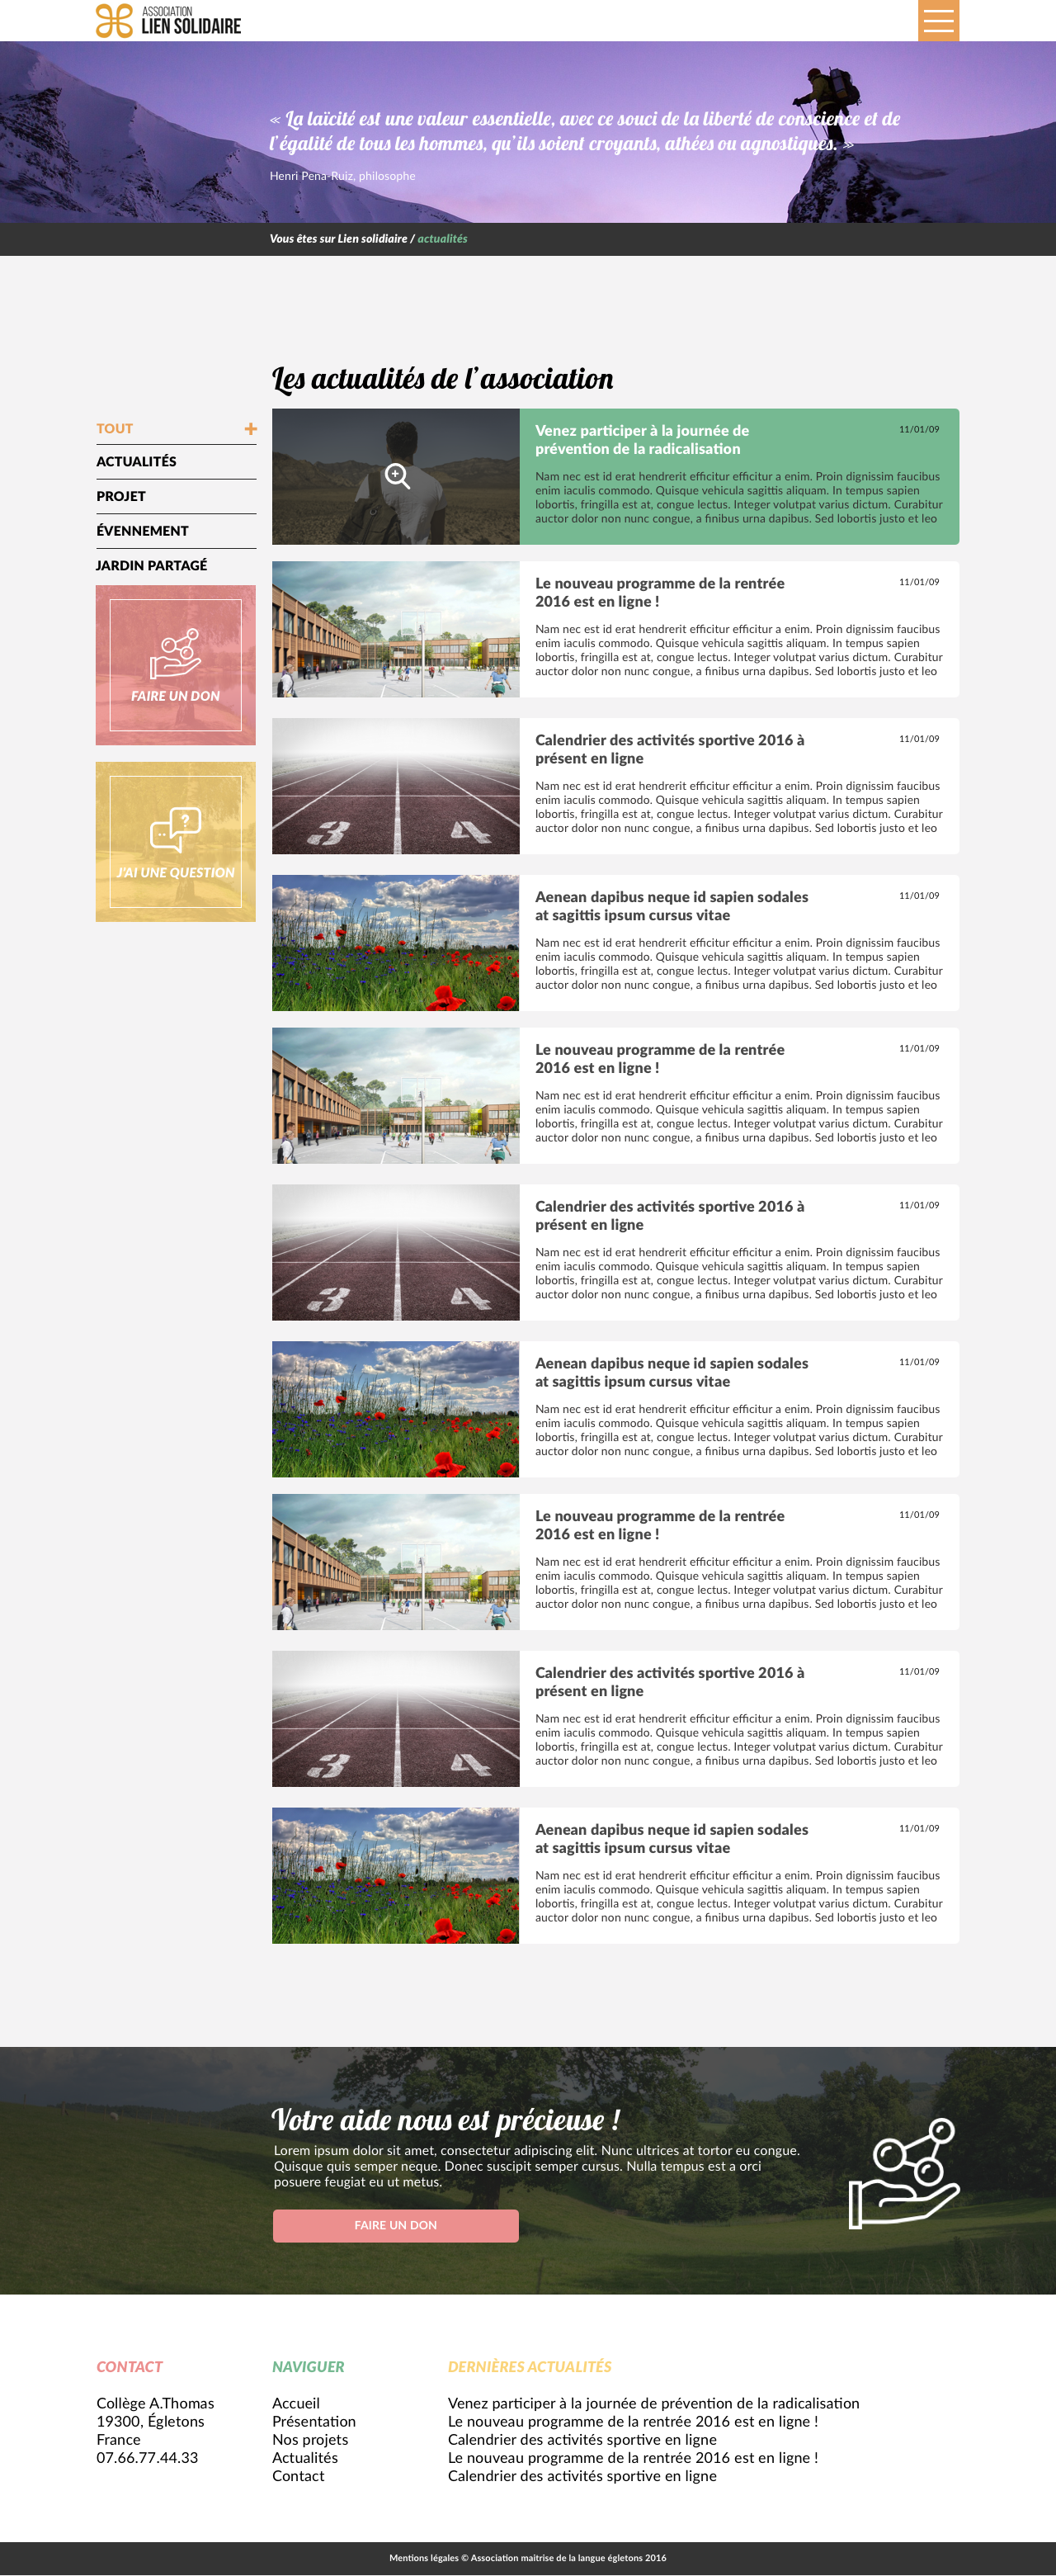 ASSOCIATION
LIEN SOLIDAIRE
« La laïcité est une valeur essentielle, avec ce souci de la liberté de conscience et de
l’égalité de tous les hommes, qu’ils soient croyants, athées ou agnostiques. »
Henri Pena-Ruiz, philosophe
Vous êtes sur Lien solidiaire / actualités
Les actualités de l’association
TOUT
ACTUALITÉS
PROJET
ÉVENNEMENT
JARDIN PARTAGÉ
FAIRE UN DON
J'AI UNE QUESTION
Venez participer à la journée de
prévention de la radicalisation
11/01/09
Nam nec est id erat hendrerit efficitur efficitur a enim. Proin dignissim faucibus
enim iaculis commodo. Quisque vehicula sagittis aliquam. In tempus sapien
lobortis, fringilla est at, congue lectus. Integer volutpat varius dictum. Curabitur
auctor dolor non nunc congue, a finibus urna dapibus. Sed lobortis justo et leo
Le nouveau programme de la rentrée
2016 est en ligne !
11/01/09
Nam nec est id erat hendrerit efficitur efficitur a enim. Proin dignissim faucibus
enim iaculis commodo. Quisque vehicula sagittis aliquam. In tempus sapien
lobortis, fringilla est at, congue lectus. Integer volutpat varius dictum. Curabitur
auctor dolor non nunc congue, a finibus urna dapibus. Sed lobortis justo et leo
3 4
Calendrier des activités sportive 2016 à
présent en ligne
11/01/09
Nam nec est id erat hendrerit efficitur efficitur a enim. Proin dignissim faucibus
enim iaculis commodo. Quisque vehicula sagittis aliquam. In tempus sapien
lobortis, fringilla est at, congue lectus. Integer volutpat varius dictum. Curabitur
auctor dolor non nunc congue, a finibus urna dapibus. Sed lobortis justo et leo
Aenean dapibus neque id sapien sodales
at sagittis ipsum cursus vitae
11/01/09
Nam nec est id erat hendrerit efficitur efficitur a enim. Proin dignissim faucibus
enim iaculis commodo. Quisque vehicula sagittis aliquam. In tempus sapien
lobortis, fringilla est at, congue lectus. Integer volutpat varius dictum. Curabitur
auctor dolor non nunc congue, a finibus urna dapibus. Sed lobortis justo et leo
Le nouveau programme de la rentrée
2016 est en ligne !
11/01/09
Nam nec est id erat hendrerit efficitur efficitur a enim. Proin dignissim faucibus
enim iaculis commodo. Quisque vehicula sagittis aliquam. In tempus sapien
lobortis, fringilla est at, congue lectus. Integer volutpat varius dictum. Curabitur
auctor dolor non nunc congue, a finibus urna dapibus. Sed lobortis justo et leo
3 4
Calendrier des activités sportive 2016 à
présent en ligne
11/01/09
Nam nec est id erat hendrerit efficitur efficitur a enim. Proin dignissim faucibus
enim iaculis commodo. Quisque vehicula sagittis aliquam. In tempus sapien
lobortis, fringilla est at, congue lectus. Integer volutpat varius dictum. Curabitur
auctor dolor non nunc congue, a finibus urna dapibus. Sed lobortis justo et leo
Aenean dapibus neque id sapien sodales
at sagittis ipsum cursus vitae
11/01/09
Nam nec est id erat hendrerit efficitur efficitur a enim. Proin dignissim faucibus
enim iaculis commodo. Quisque vehicula sagittis aliquam. In tempus sapien
lobortis, fringilla est at, congue lectus. Integer volutpat varius dictum. Curabitur
auctor dolor non nunc congue, a finibus urna dapibus. Sed lobortis justo et leo
Le nouveau programme de la rentrée
2016 est en ligne !
11/01/09
Nam nec est id erat hendrerit efficitur efficitur a enim. Proin dignissim faucibus
enim iaculis commodo. Quisque vehicula sagittis aliquam. In tempus sapien
lobortis, fringilla est at, congue lectus. Integer volutpat varius dictum. Curabitur
auctor dolor non nunc congue, a finibus urna dapibus. Sed lobortis justo et leo
3 4
Calendrier des activités sportive 2016 à
présent en ligne
11/01/09
Nam nec est id erat hendrerit efficitur efficitur a enim. Proin dignissim faucibus
enim iaculis commodo. Quisque vehicula sagittis aliquam. In tempus sapien
lobortis, fringilla est at, congue lectus. Integer volutpat varius dictum. Curabitur
auctor dolor non nunc congue, a finibus urna dapibus. Sed lobortis justo et leo
Aenean dapibus neque id sapien sodales
at sagittis ipsum cursus vitae
11/01/09
Nam nec est id erat hendrerit efficitur efficitur a enim. Proin dignissim faucibus
enim iaculis commodo. Quisque vehicula sagittis aliquam. In tempus sapien
lobortis, fringilla est at, congue lectus. Integer volutpat varius dictum. Curabitur
auctor dolor non nunc congue, a finibus urna dapibus. Sed lobortis justo et leo
Votre aide nous est précieuse !
Lorem ipsum dolor sit amet, consectetur adipiscing elit. Nunc ultrices at tortor eu congue.
Quisque quis semper neque. Donec suscipit semper cursus. Nulla tempus est a orci
posuere feugiat eu ut metus.
FAIRE UN DON
CONTACT
Collège A.Thomas
19300, Égletons
France
07.66.77.44.33
NAVIGUER
Accueil
Présentation
Nos projets
Actualités
Contact
DERNIÈRES ACTUALITÉS
Venez participer à la journée de prévention de la radicalisation
Le nouveau programme de la rentrée 2016 est en ligne !
Calendrier des activités sportive en ligne
Le nouveau programme de la rentrée 2016 est en ligne !
Calendrier des activités sportive en ligne
Mentions légales © Association maitrise de la langue égletons 2016